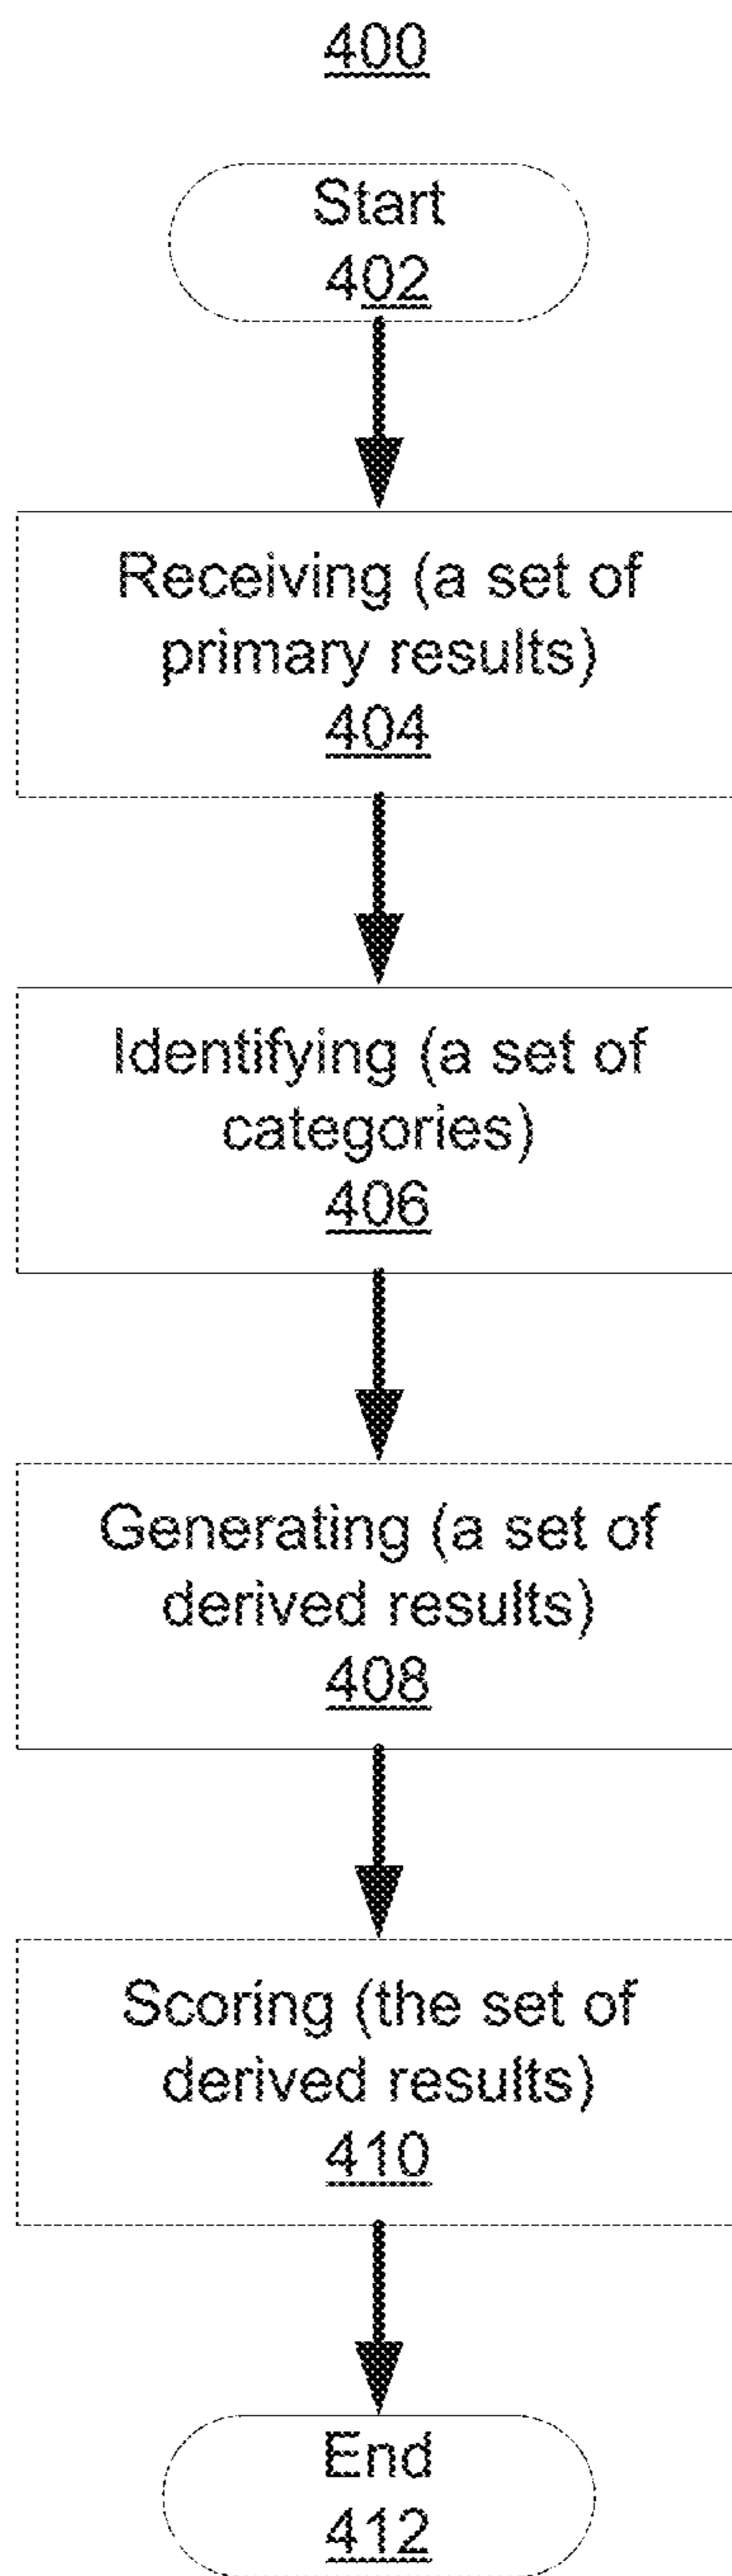 400
Start
402
Receiving (a set of
primary results)
404
Identifying (a set of
categories)
406
Generating (a set of
derived results)
408
Scoring (the set of
derived results)
410
End
412